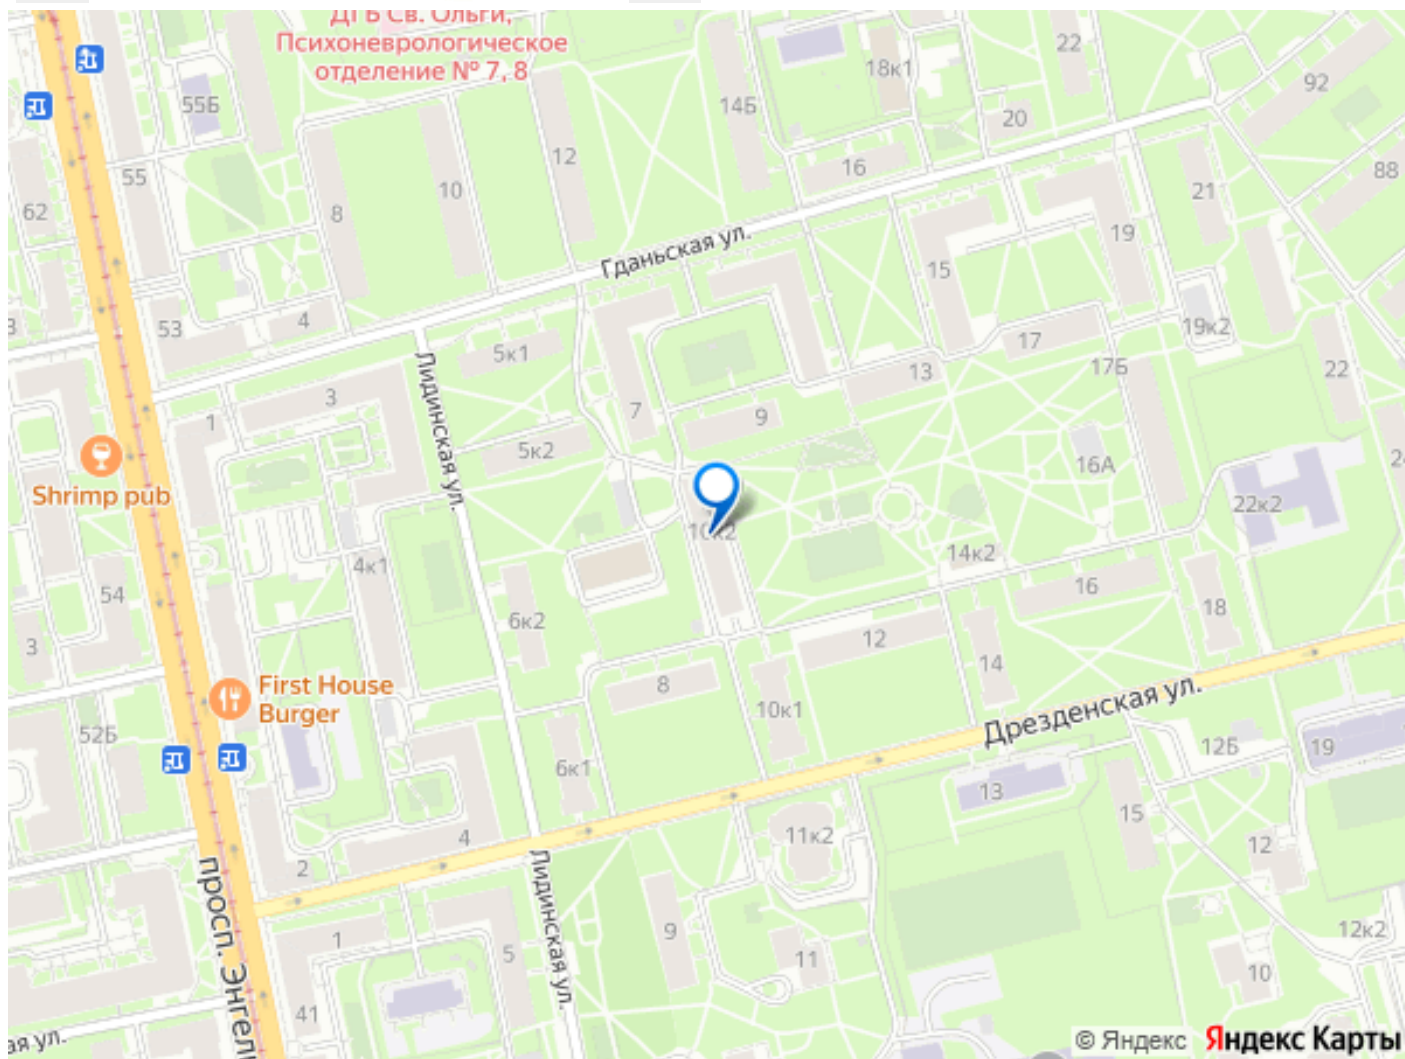 ДГБ Св. Ольги,
Психоневрологическое
отделение № 7, 8
22
92
18к1
55Б
14Б
20
12
16
88
55
10
21
62
8
19
Гданьская ул.
15
4
53
19к2
3
17
5к1
17Б
22
13
Лидинская ул.
3
7
9
1
5к2
16А
Shrimp pub
22к2
10к2
14к2
4к1
16
54
18
6к2
12
3
14
8
First House
Burger
10к1
Дрезденская ул.
52Б
12Б
19
6к1
13
15
11к2
4
12
2
Лидинская ул.
просп. Энгел
9
12к2
1
5
11
10
41
ая ул.
© Яндекс Яндекс Карты